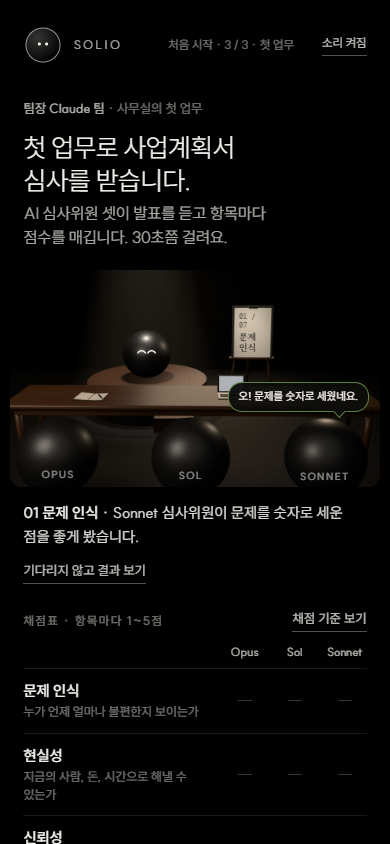 SOLIO
처음 시작 · 3 / 3 · 첫 업무
소리 켜짐
팀장 Claude 팀 · 사무실의 첫 업무
첫 업무로 사업계획서
심사를 받습니다.
AI 심사위원 셋이 발표를 듣고 항목마다
점수를 매깁니다. 30초쯤 걸려요.
01 /
07
문제
인식
오! 문제를 숫자로 세웠네요.
OPUS
SOL
SONNET
01 문제 인식 · Sonnet 심사위원이 문제를 숫자로 세운
점을 좋게 봤습니다.
기다리지 않고 결과 보기
채점표 · 항목마다 1~5점
채점 기준 보기
Opus Sol Sonnet
문제 인식
누가 언제 얼마나 불편한지 보이는가
— — —
현실성
지금의 사람, 돈, 시간으로 해낼 수
있는가
— — —
신뢰성